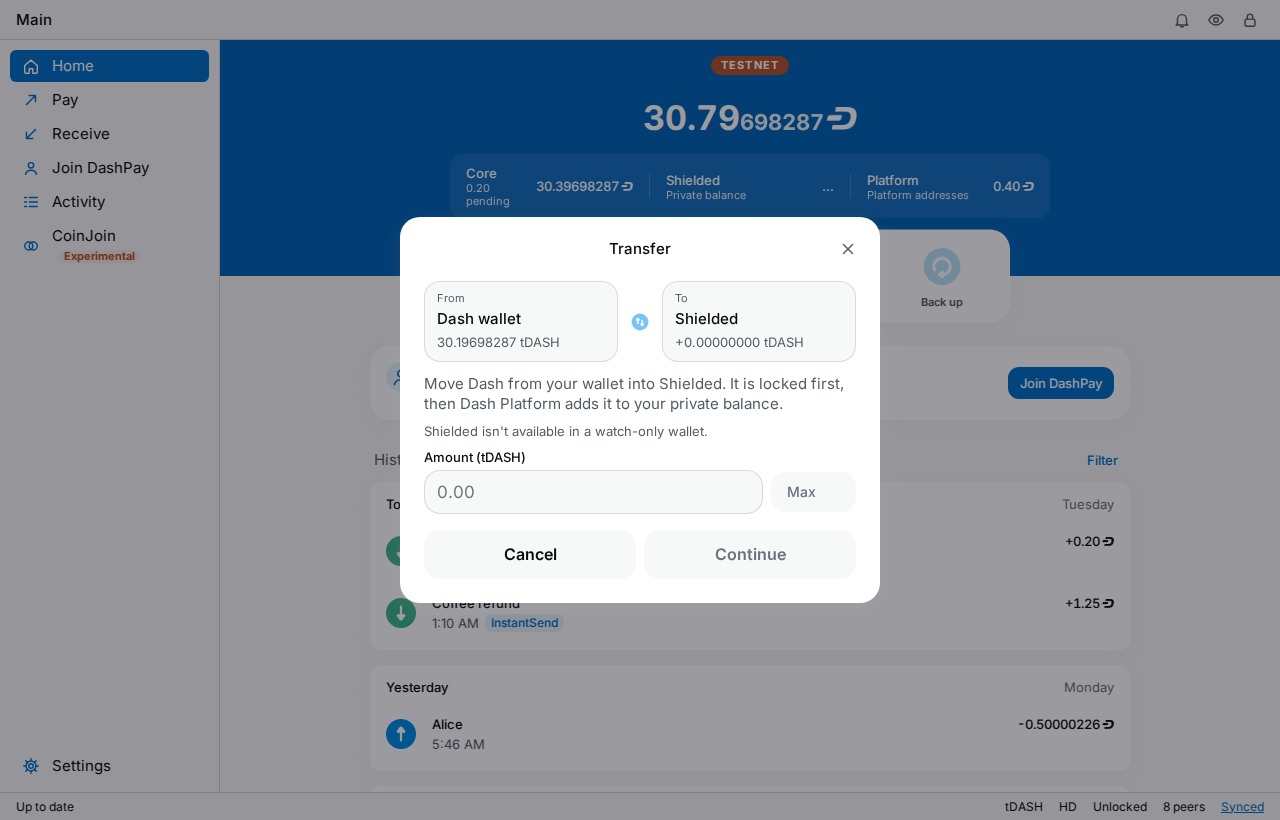 Main
Home
Pay
Receive
Join DashPay
Activity
CoinJoin
Experimental
Settings
TESTNET
30.79698287
Core
0.20
pending
30.39698287
Shielded
Private balance
...
Platform
Platform addresses
0.40
Back up
Transfer
From
Dash wallet
30.19698287 tDASH
To
Shielded
+0.00000000 tDASH
Move Dash from your wallet into Shielded. It is locked first,
then Dash Platform adds it to your private balance.
Shielded isn't available in a watch-only wallet.
Amount (tDASH)
0.00
Max
Cancel
Continue
Join DashPay
Filter
Tuesday
+0.20
Coffee refund
1:10 AM InstantSend
+1.25
Yesterday
Monday
Alice
5:46 AM
-0.50000226
Up to date
tDASH
HD
Unlocked
8 peers
Synced